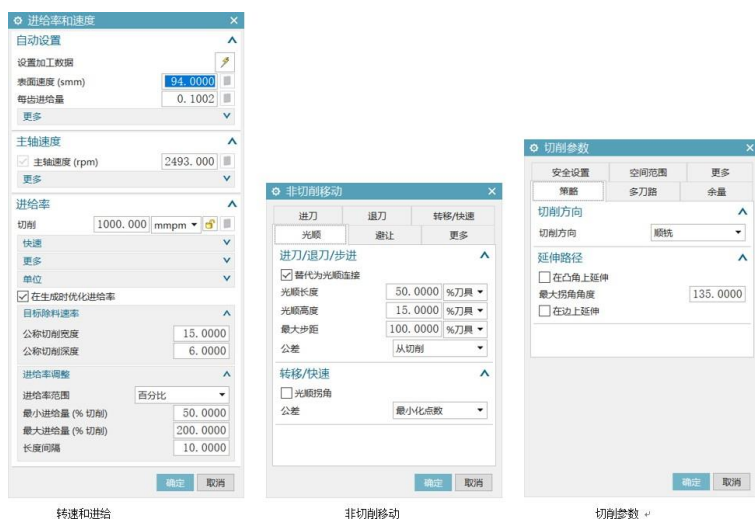 进给率和速度
自动设置
设置加工数据
表面速度 (smm) 94.0000
每齿进给量 0.1002
更多
主轴速度
主轴速度 (rpm) 2493.000
更多
进给率
切削 1000.000 mmpm
快速
更多
单位
在生成时优化进给率
目标除料速率
公称切削宽度 15.0000
公称切削深度 6.0000
进给率调整
进给率范围 百分比
最小进给量 (% 切削) 50.0000
最大进给量 (% 切削) 200.0000
长度间隔 10.0000
确定 取消
转速和进给
非切削移动
进刀 退刀 转移/快速
光顺 避让 更多
进刀/退刀/步进
替代为光顺连接
光顺长度 50.0000 %刀具
光顺高度 15.0000 %刀具
最大步距 100.0000 %刀具
公差 从切削
转移/快速
光顺拐角
公差 最小化点数
确定 取消
非切削移动
切削参数
安全设置 空间范围 更多
策略 多刀路 余量
切削方向
切削方向 顺铣
延伸路径
在凸角上延伸
最大拐角角度 135.0000
在边上延伸
确定 取消
切削参数